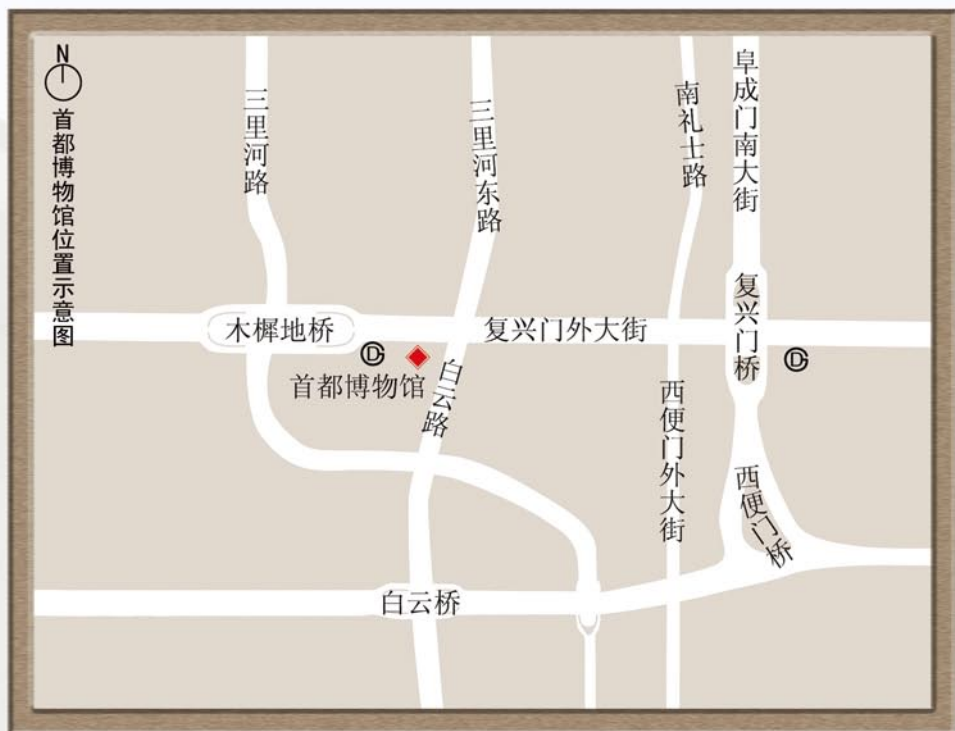 N
首都博物馆位置示意图
三里河路
三里河东路
南礼士路
阜成门南大街
木樨地桥
复兴门外大街
复兴门桥
首都博物馆
白云路
西便门外大街
西便门桥
白云桥